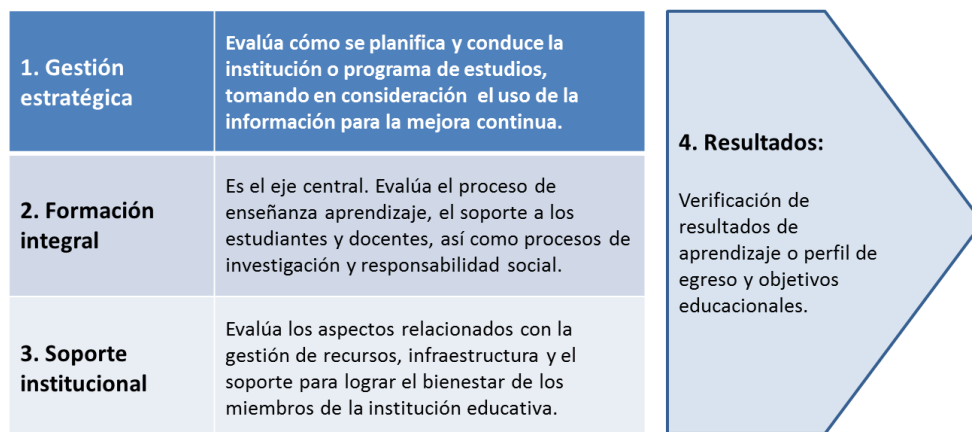 1. Gestión
estratégica
Evalúa cómo se planifica y conduce la
institución o programa de estudios,
tomando en consideración el uso de la
información para la mejora continua.
2. Formación
integral
Es el eje central. Evalúa el proceso de
enseñanza aprendizaje, el soporte a los
estudiantes y docentes, así como procesos de
investigación y responsabilidad social.
3. Soporte
institucional
Evalúa los aspectos relacionados con la
gestión de recursos, infraestructura y el
soporte para lograr el bienestar de los
miembros de la institución educativa.
4. Resultados:
Verificación de
resultados de
aprendizaje o perfil de
egreso y objetivos
educacionales.